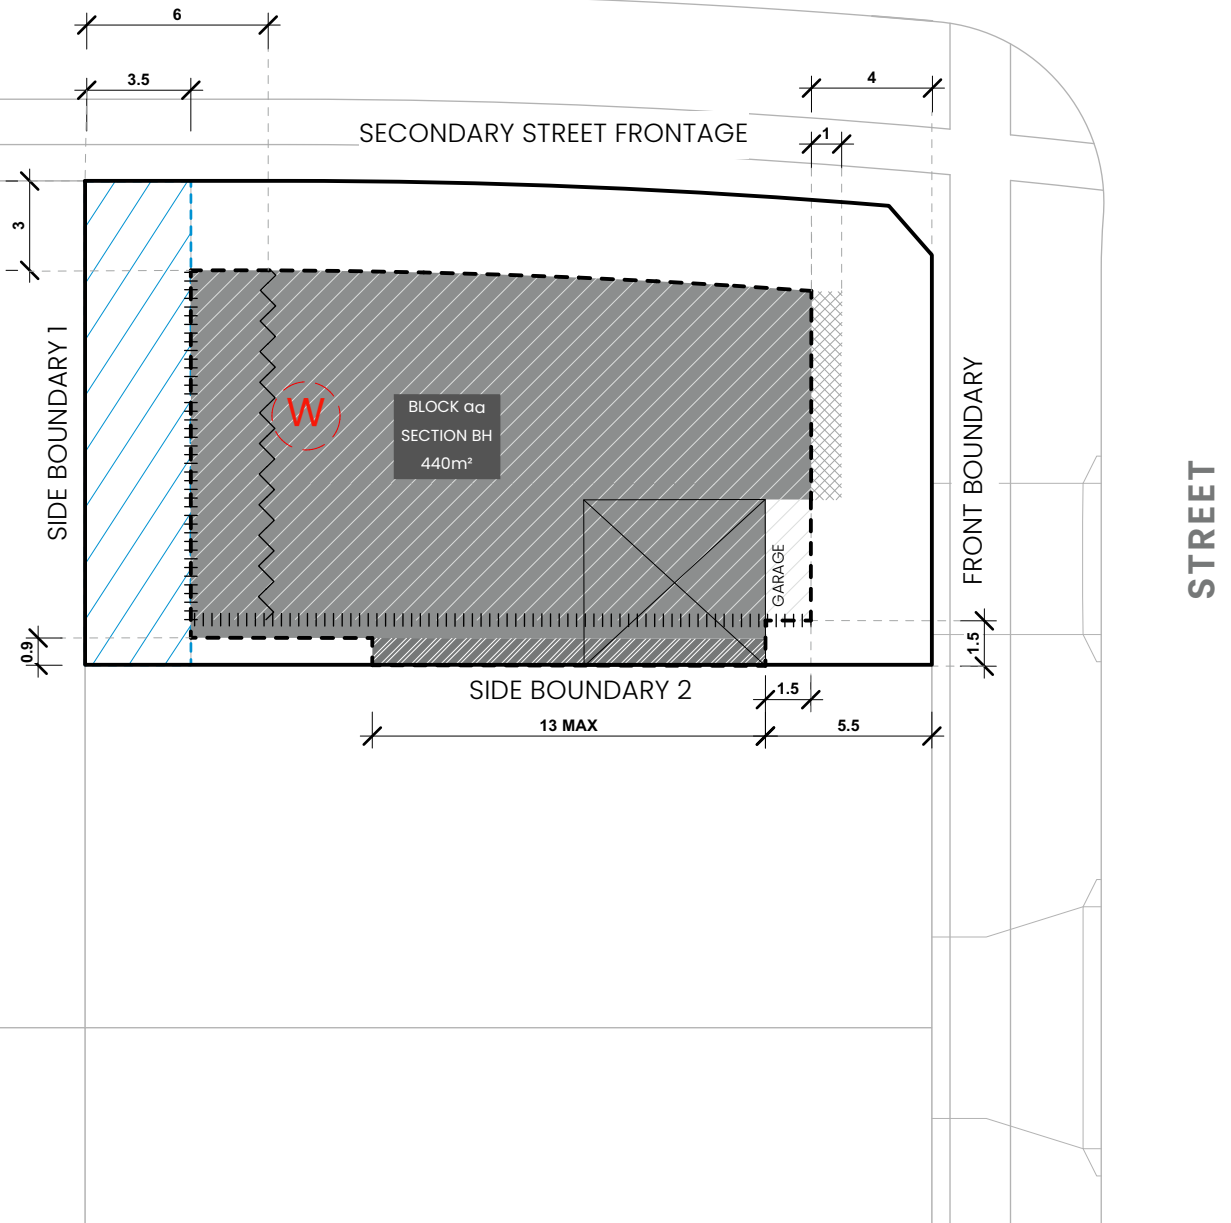 6
3.5
4
SECONDARY STREET FRONTAGE
1
3
SIDE BOUNDARY 1
W
BLOCK aa
SECTION BH
440m²
FRONT BOUNDARY
STREET
GARAGE
0.9
1.5
SIDE BOUNDARY 2
1.5
13 MAX
5.5